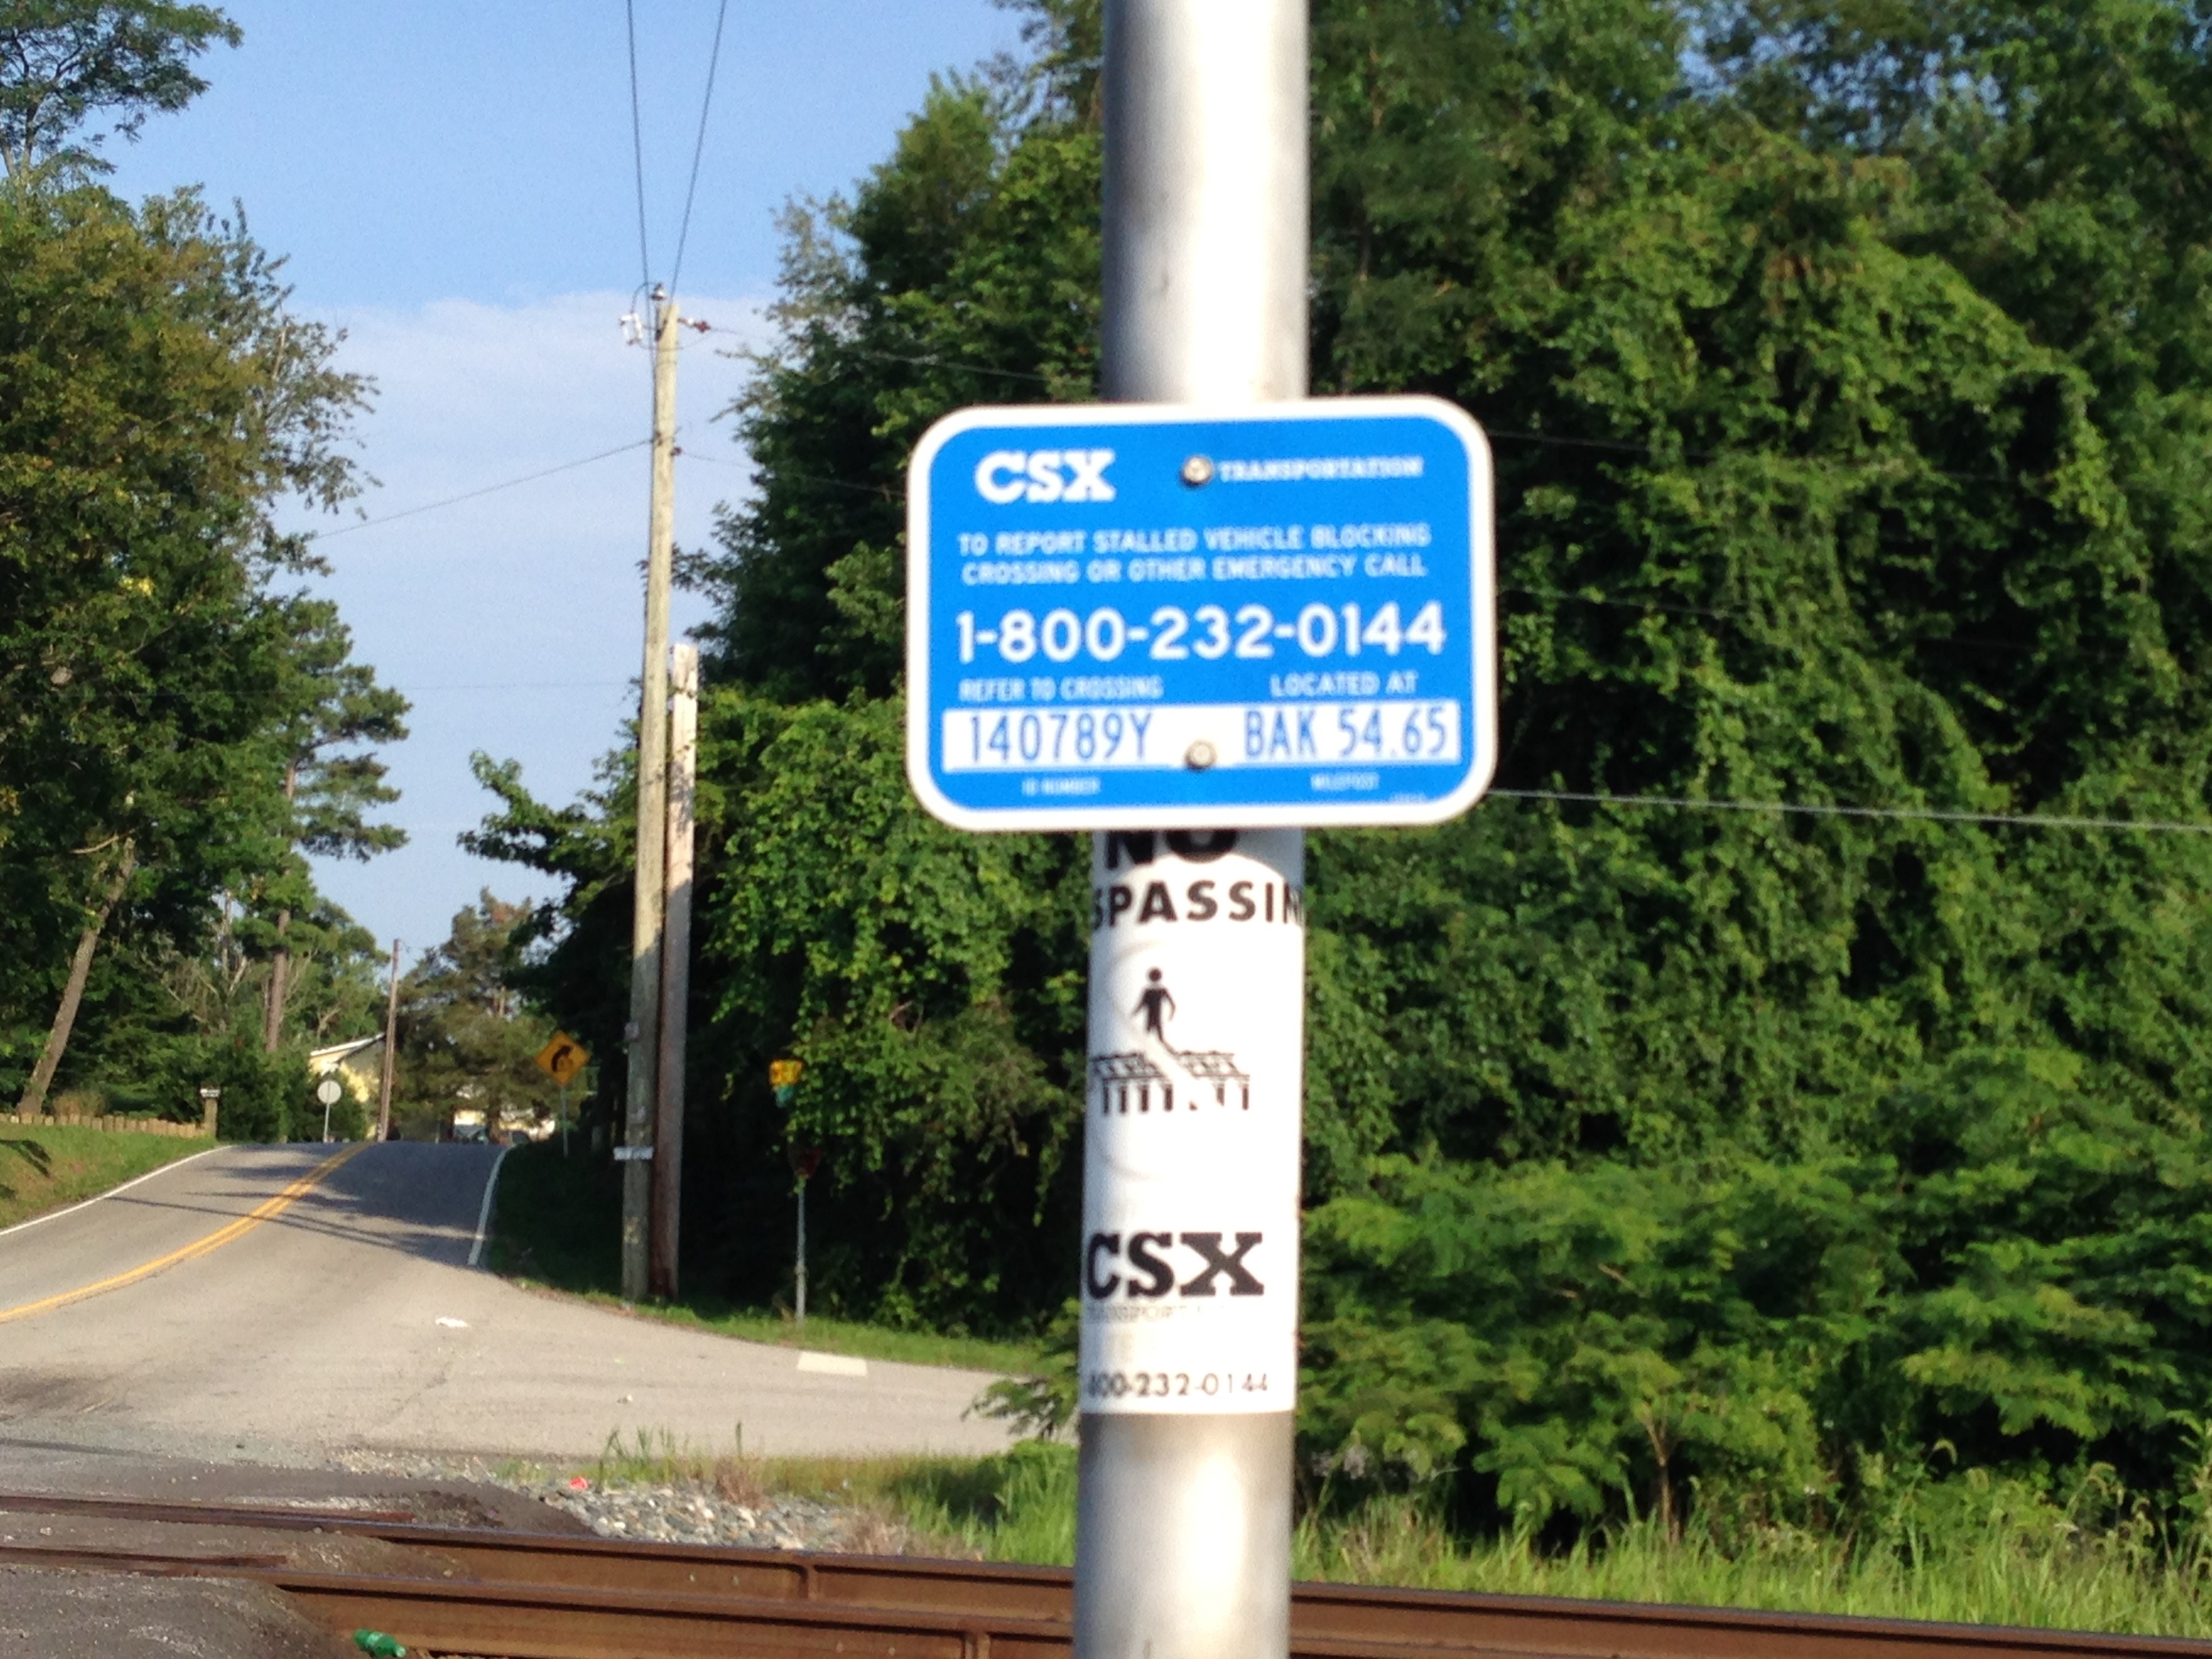 CSX TRANSPORTATION
TO REPORT STALLED VEHICLE BLOCKING
CROSSING OR OTHER EMERGENCY CALL
1-800-232-0144
REFER TO CROSSING LOCATED AT
140789Y BAK 54.65
ID NUMBER MILEPOST
NO
SPASSIN
CSX
800-232-0144